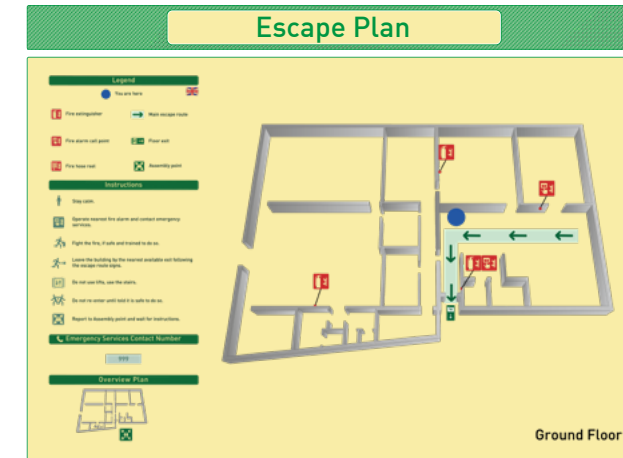 Escape Plan
Legend
You are here
Fire extinguisher
Main escape route
Fire alarm call point
Floor exit
Fire hose reel
Assembly point
Instructions
Stay calm.
Operate nearest fire alarm and contact emergency
services.
Fight the fire, if safe and trained to do so.
Leave the building by the nearest available exit following
the escape route signs.
Do not use lifts, use the stairs.
Do not re-enter until told it is safe to do so.
Report to Assembly point and wait for instructions.
Emergency Services Contact Number
999
Overview Plan
Ground Floor